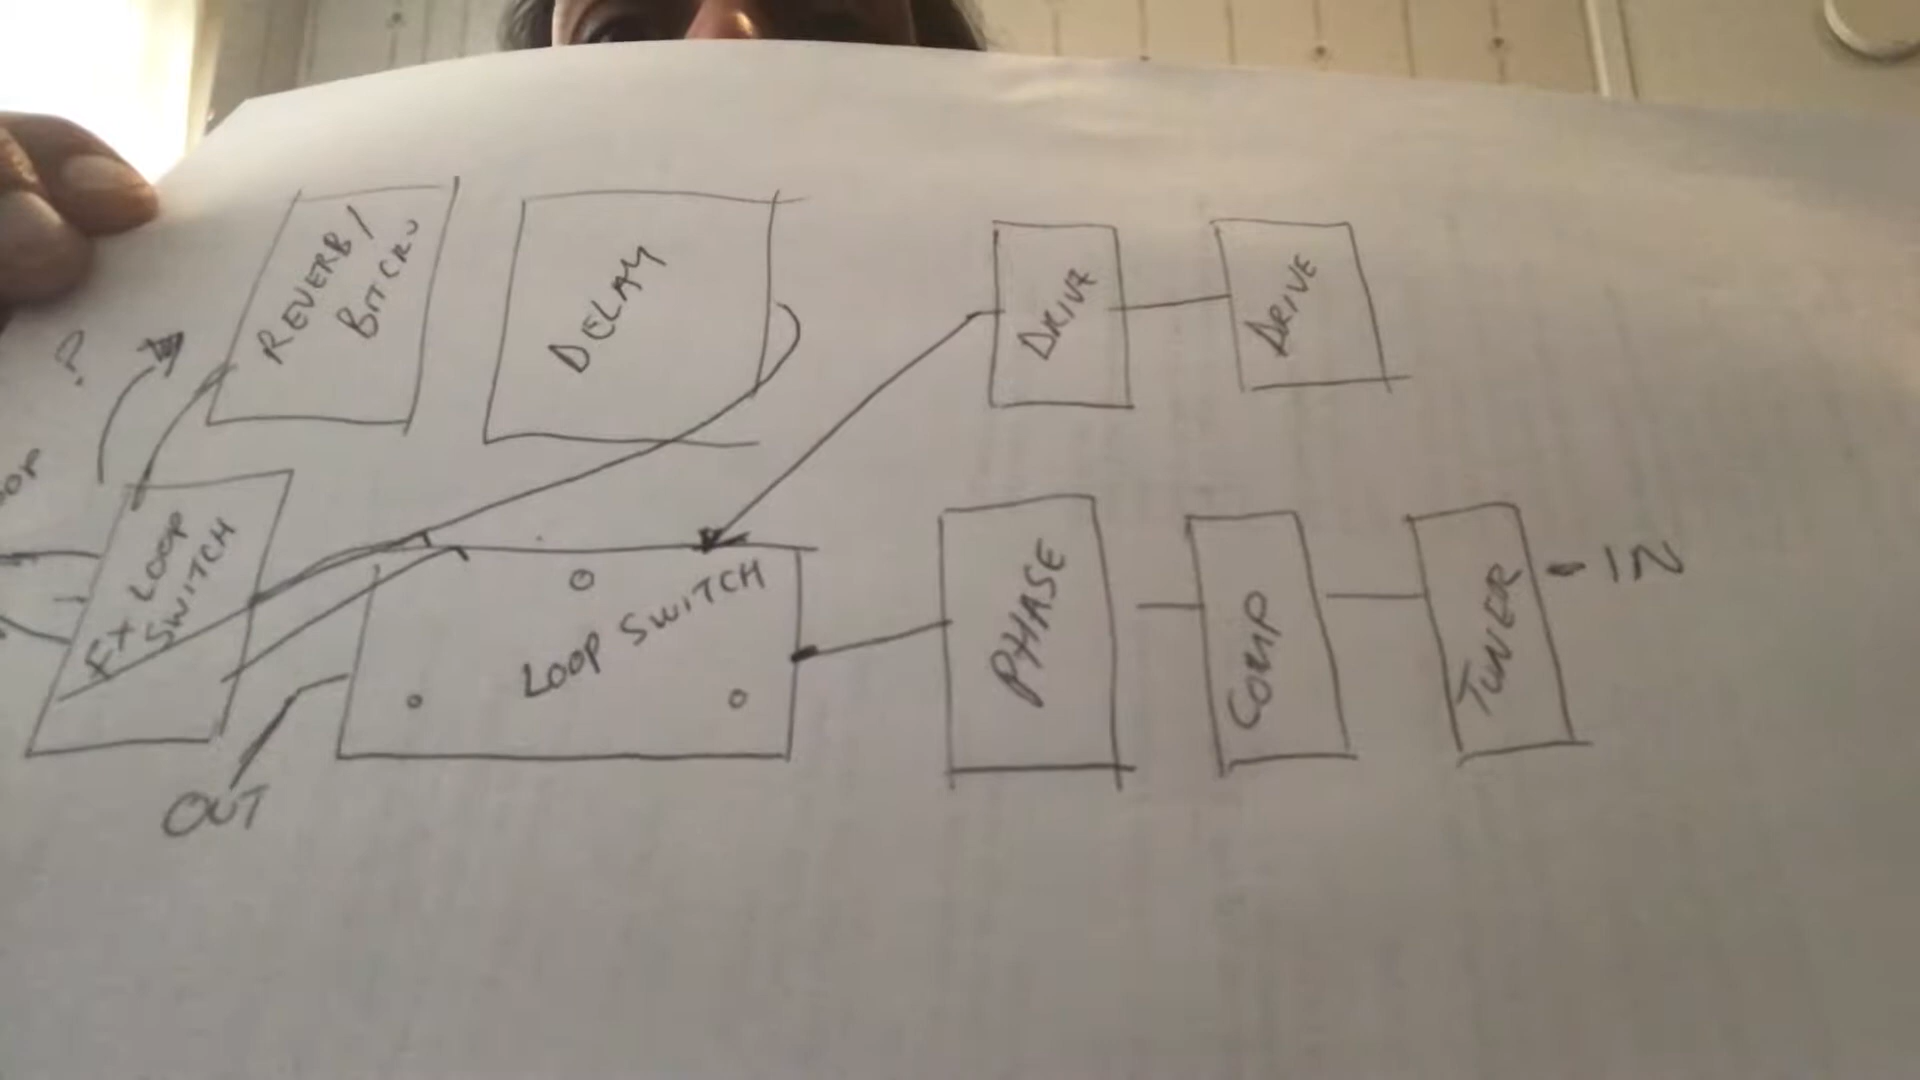 REVERB/
BITCRU
DELAY
DRIVE
DRIVE
?
FX LOOP
SWITCH
LOOP SWITCH
PHASE
COMP
TUNER
- IN
OUT